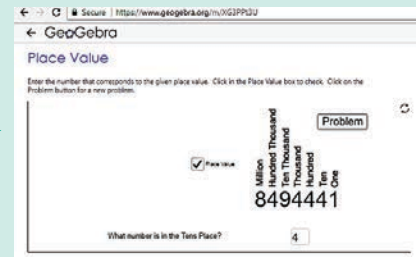 Secure | https://www.geogebra.org/m/XG3PPt3U
GeoGebra
Place Value
Enter the number that corresponds to the given place value. Click in the Place Value box to check. Click on the
Problem button for a new problem.
Problem
Place Value
Million
Hundred Thousand
Ten Thousand
Thousand
Hundred
Ten
One
8494441
What number is in the Tens Place?
4